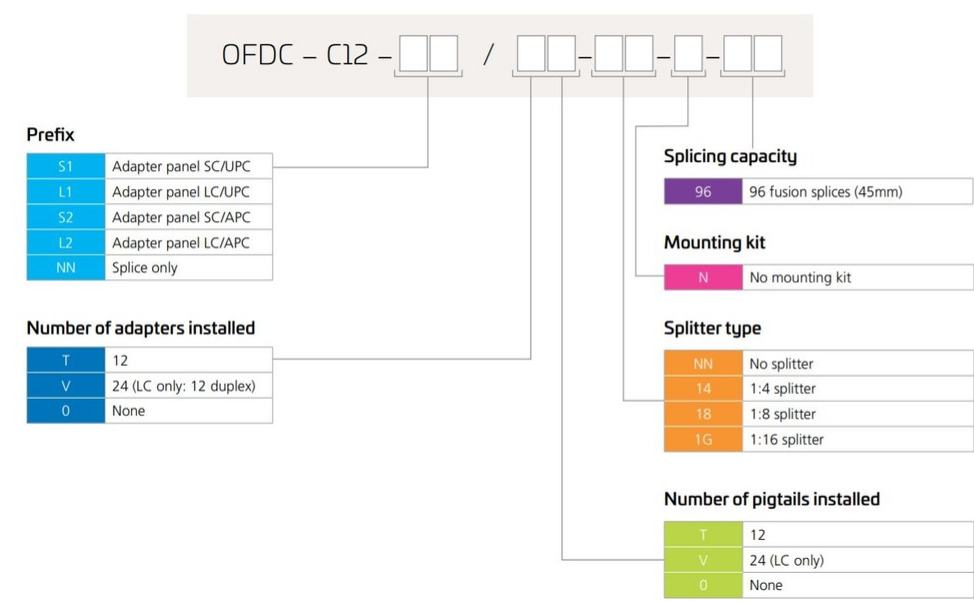 OFDC – C12 – / - - -
Prefix
S1 Adapter panel SC/UPC
L1 Adapter panel LC/UPC
S2 Adapter panel SC/APC
L2 Adapter panel LC/APC
NN Splice only
Number of adapters installed
T 12
V 24 (LC only: 12 duplex)
0 None
Splicing capacity
96 96 fusion splices (45mm)
Mounting kit
N No mounting kit
Splitter type
NN No splitter
14 1:4 splitter
18 1:8 splitter
1G 1:16 splitter
Number of pigtails installed
T 12
V 24 (LC only)
0 None